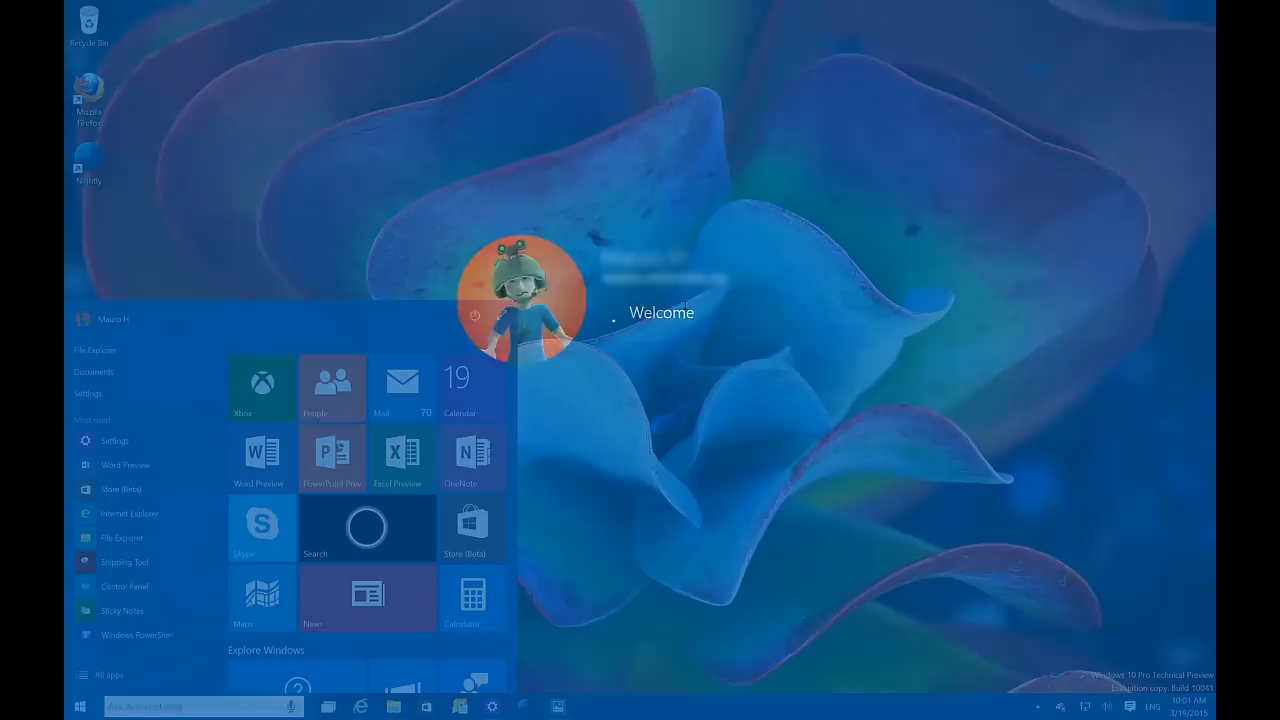 Recycle Bin
Mozilla
Firefox
Nightly
Welcome
Mauro H
File Explorer
Documents
Settings
Most used
Settings
Word Preview
Store (Beta)
Internet Explorer
File Explorer
Snipping Tool
Control Panel
Sticky Notes
Windows PowerShell
All apps
Xbox
People
Mail 70
19
Calendar
Word Preview
PowerPoint Prev
Excel Preview
OneNote
Skype
Search
Store (Beta)
Maps
News
Calculator
Explore Windows
Windows 10 Pro Technical Preview
Evaluation copy. Build 10041
ENG
10:01 AM
3/19/2015